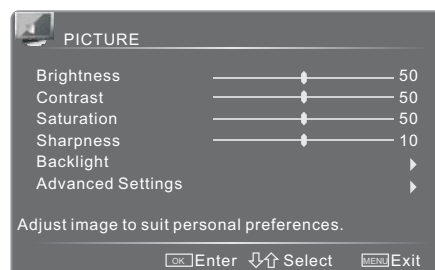 PICTURE
Brightness 50
Contrast 50
Saturation 50
Sharpness 10
Backlight
Advanced Settings
Adjust image to suit personal preferences.
OK Enter Select MENU Exit